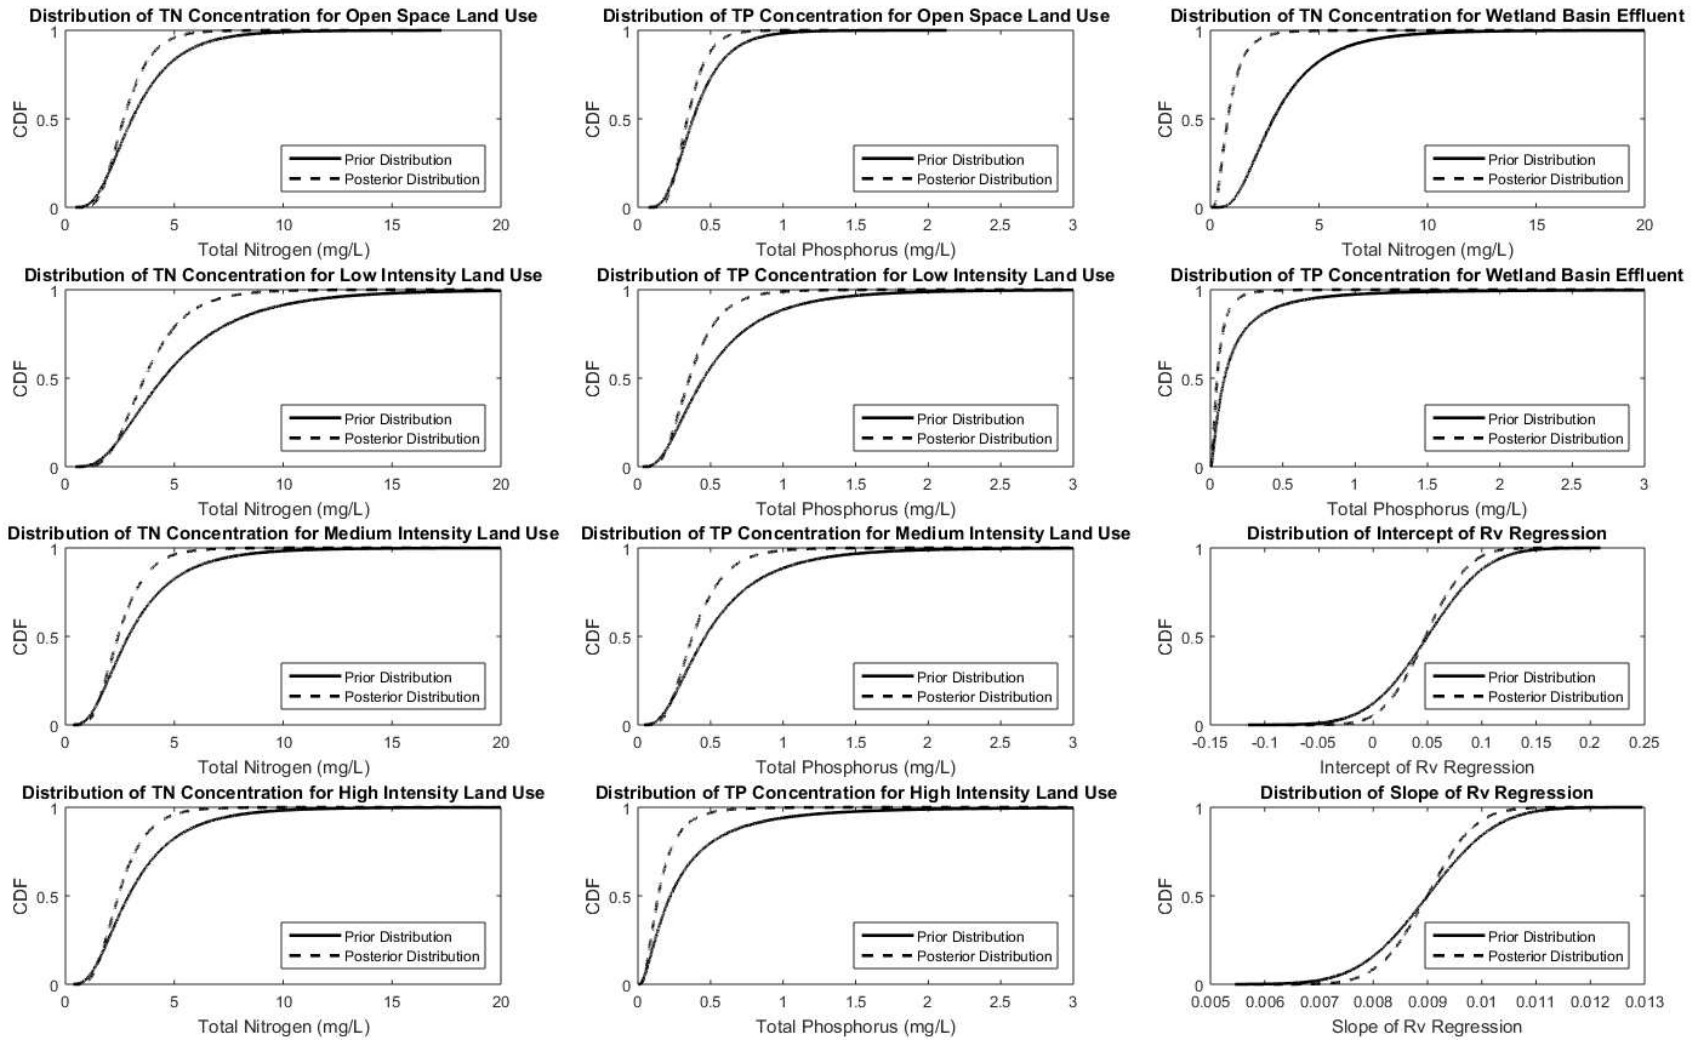 Distribution of TN Concentration for Open Space Land Use
1
0.5
0
CDF
Prior Distribution
Posterior Distribution
0 5 10 15 20
Total Nitrogen (mg/L)
Distribution of TP Concentration for Open Space Land Use
1
0.5
0
CDF
Prior Distribution
Posterior Distribution
0 0.5 1 1.5 2 2.5 3
Total Phosphorus (mg/L)
Distribution of TN Concentration for Wetland Basin Effluent
1
0.5
0
CDF
Prior Distribution
Posterior Distribution
0 5 10 15 20
Total Nitrogen (mg/L)
Distribution of TN Concentration for Low Intensity Land Use
1
0.5
0
CDF
Prior Distribution
Posterior Distribution
0 5 10 15 20
Total Nitrogen (mg/L)
Distribution of TP Concentration for Low Intensity Land Use
1
0.5
0
CDF
Prior Distribution
Posterior Distribution
0 0.5 1 1.5 2 2.5 3
Total Phosphorus (mg/L)
Distribution of TP Concentration for Wetland Basin Effluent
1
0.5
0
CDF
Prior Distribution
Posterior Distribution
0 0.5 1 1.5 2 2.5 3
Total Phosphorus (mg/L)
Distribution of TN Concentration for Medium Intensity Land Use
1
0.5
0
CDF
Prior Distribution
Posterior Distribution
0 5 10 15 20
Total Nitrogen (mg/L)
Distribution of TP Concentration for Medium Intensity Land Use
1
0.5
0
CDF
Prior Distribution
Posterior Distribution
0 0.5 1 1.5 2 2.5 3
Total Phosphorus (mg/L)
Distribution of Intercept of Rv Regression
1
0.5
0
CDF
Prior Distribution
Posterior Distribution
-0.15 -0.1 -0.05 0 0.05 0.1 0.15 0.2 0.25
Intercept of Rv Regression
Distribution of TN Concentration for High Intensity Land Use
1
0.5
0
CDF
Prior Distribution
Posterior Distribution
0 5 10 15 20
Total Nitrogen (mg/L)
Distribution of TP Concentration for High Intensity Land Use
1
0.5
0
CDF
Prior Distribution
Posterior Distribution
0 0.5 1 1.5 2 2.5 3
Total Phosphorus (mg/L)
Distribution of Slope of Rv Regression
1
0.5
0
CDF
Prior Distribution
Posterior Distribution
0.005 0.006 0.007 0.008 0.009 0.01 0.011 0.012 0.013
Slope of Rv Regression